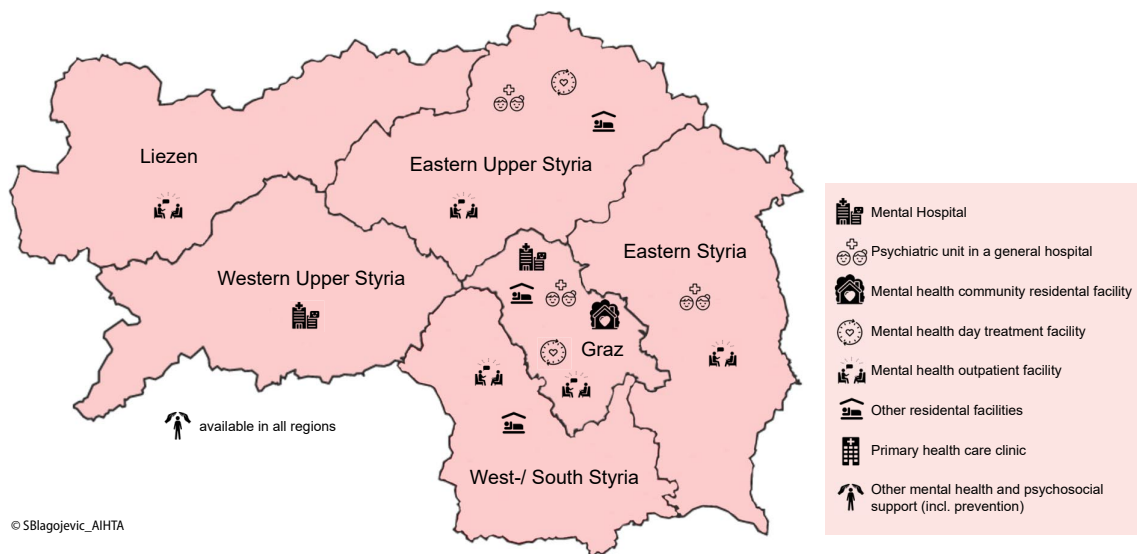 Liezen
Eastern Upper Styria
Eastern Styria
Western Upper Styria
Graz
West-/ South Styria
available in all regions
© SBlagojevic_AIHTA
Mental Hospital
Psychiatric unit in a general hospital
Mental health community residental facility
Mental health day treatment facility
Mental health outpatient facility
Other residental facilities
Primary health care clinic
Other mental health and psychosocial
support (incl. prevention)